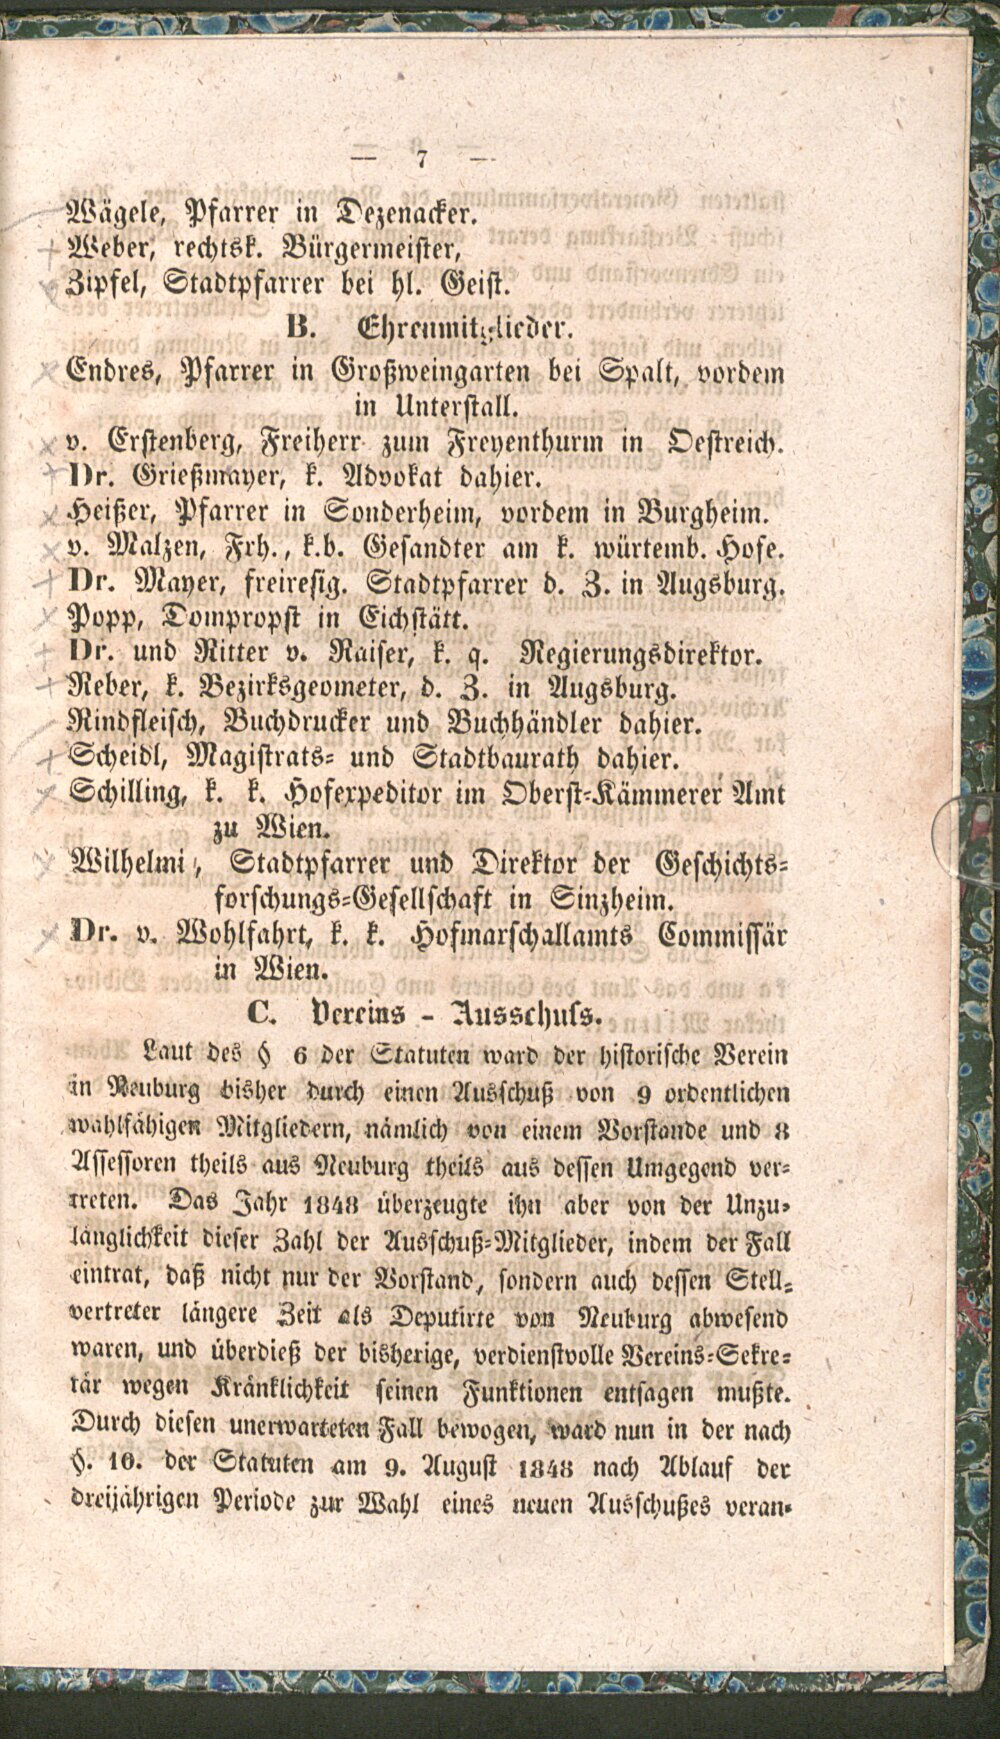 — 7 —
Wägele, Pfarrer in Dezenacker.
Weber, rechtsk. Bürgermeister,
Zipfel, Stadtpfarrer bei hl. Geist.
B. Ehrenmitglieder.
Endres, Pfarrer in Großweingarten bei Spalt, vordem
in Unterstall.
v. Erstenberg, Freiherr zum Freyenthurm in Oestreich.
Dr. Grießmayer, k. Advokat dahier.
Heißer, Pfarrer in Sonderheim, vordem in Burgheim.
v. Malzen, Frh., k.b. Gesandter am k. würtemb. Hofe.
Dr. Mayer, freiresig. Stadtpfarrer d. Z. in Augsburg.
Popp, Dompropst in Eichstätt.
Dr. und Ritter v. Raiser, k. q. Regierungsdirektor.
Reber, k. Bezirksgeometer, d. Z. in Augsburg.
Rindfleisch, Buchdrucker und Buchhändler dahier.
Scheidl, Magistrats- und Stadtbaurath dahier.
Schilling, k. k. Hofexpeditor im Oberst-Kämmerer Amt
zu Wien.
Wilhelmi, Stadtpfarrer und Direktor der Geschichts-
forschungs-Gesellschaft in Sinzheim.
Dr. v. Wohlfahrt, k. k. Hofmarschallamts Commissär
in Wien.
C. Vereins - Ausschuss.
Laut des § 6 der Statuten ward der historische Verein
in Neuburg bisher durch einen Ausschuß von 9 ordentlichen
wahlfähigen Mitgliedern, nämlich von einem Vorstande und 8
Assessoren theils aus Neuburg theils aus dessen Umgegend ver-
treten. Das Jahr 1848 überzeugte ihn aber von der Unzu-
länglichkeit dieser Zahl der Ausschuß-Mitglieder, indem der Fall
eintrat, daß nicht nur der Vorstand, sondern auch dessen Stell-
vertreter längere Zeit als Deputirte von Neuburg abwesend
waren, und überdieß der bisherige, verdienstvolle Vereins-Sekre-
tär wegen Kränklichkeit seinen Funktionen entsagen mußte.
Durch diesen unerwarteten Fall bewogen, ward nun in der nach
§. 10. der Statuten am 9. August 1848 nach Ablauf der
dreijährigen Periode zur Wahl eines neuen Ausschußes veran-